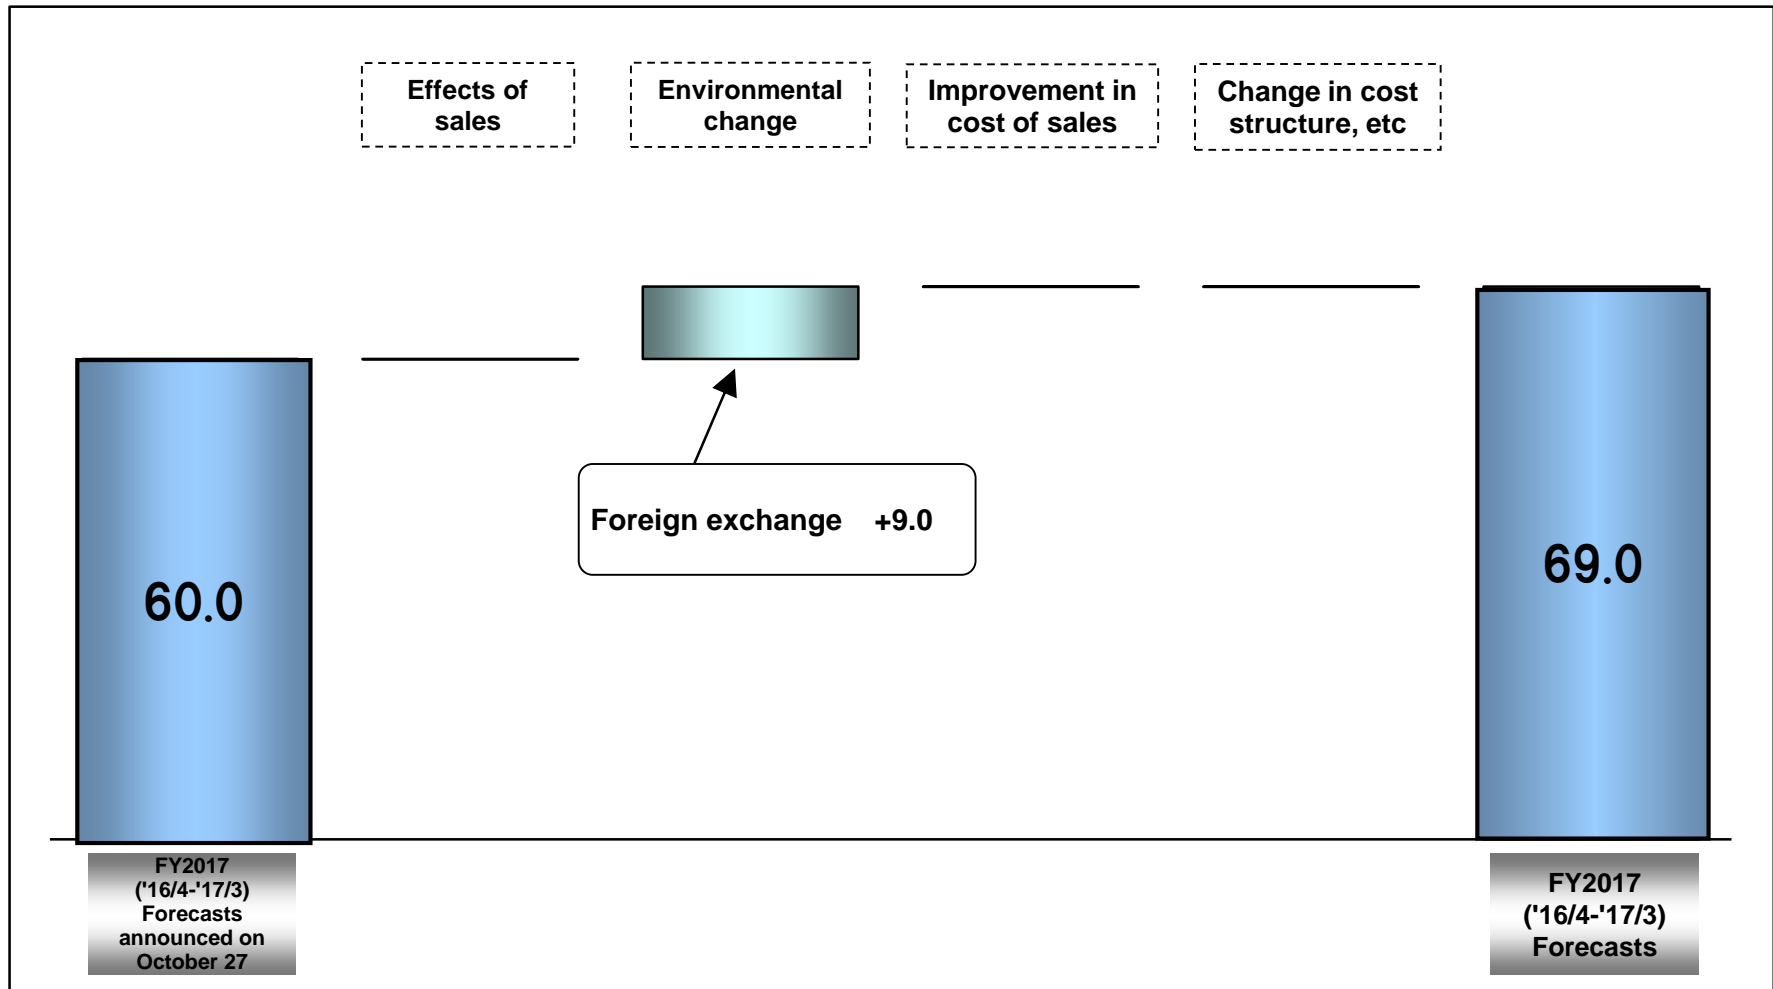 Effects of
sales
Environmental
change
Improvement in
cost of sales
Change in cost
structure, etc
Foreign exchange +9.0
60.0
69.0
FY2017
('16/4-'17/3)
Forecasts
announced on
October 27
FY2017
('16/4-'17/3)
Forecasts